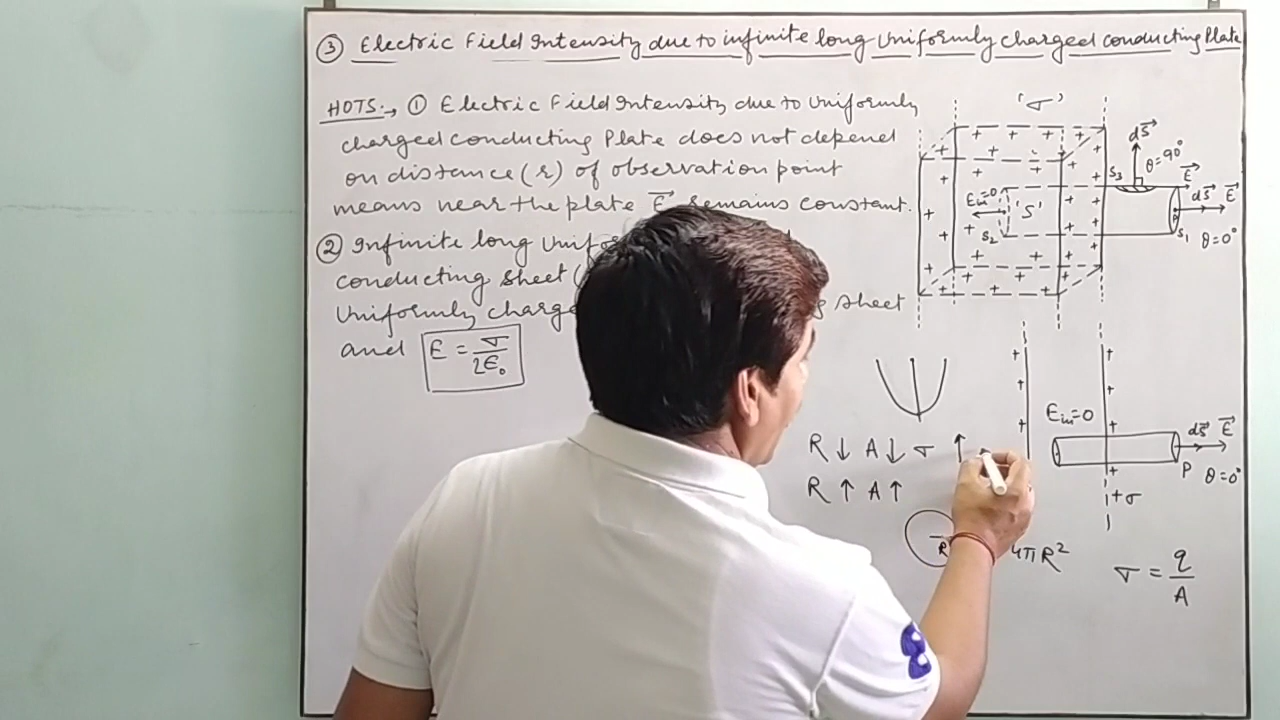 ③ Electric Field Intensity due to infinite long Uniformly charged conducting Plate
HOTS:→ ① Electric Field Intensity due to Uniformly
charged conducting Plate does not depend
on distance (r) of observation point
means near the plate E⃗ remains constant.
② Infinite long
conducting sheet
Uniformly sheet
and E = σ/2ε₀
'σ'
dS⃗
θ=90°
S₃
E⃗
Ein=0
'S'
dS⃗ E⃗
S₂
S₁ θ=0°
Ein=0
dS⃗ E⃗
P θ=0°
+σ
R ↓ A ↓ σ ↑
R ↑ A ↑
R
4πR²
σ = q/A